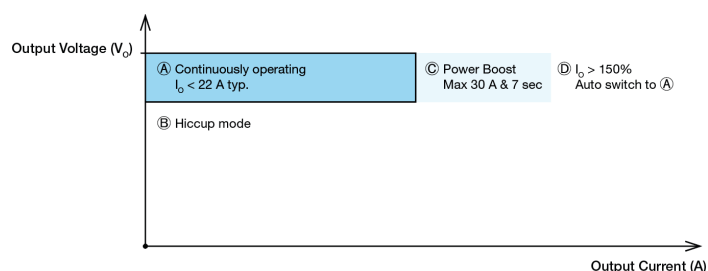 Output Voltage (VO)
Ⓐ Continuously operating
IO < 22 A typ.
Ⓒ Power Boost
Max 30 A & 7 sec
Ⓓ IO > 150%
Auto switch to Ⓐ
Ⓑ Hiccup mode
Output Current (A)